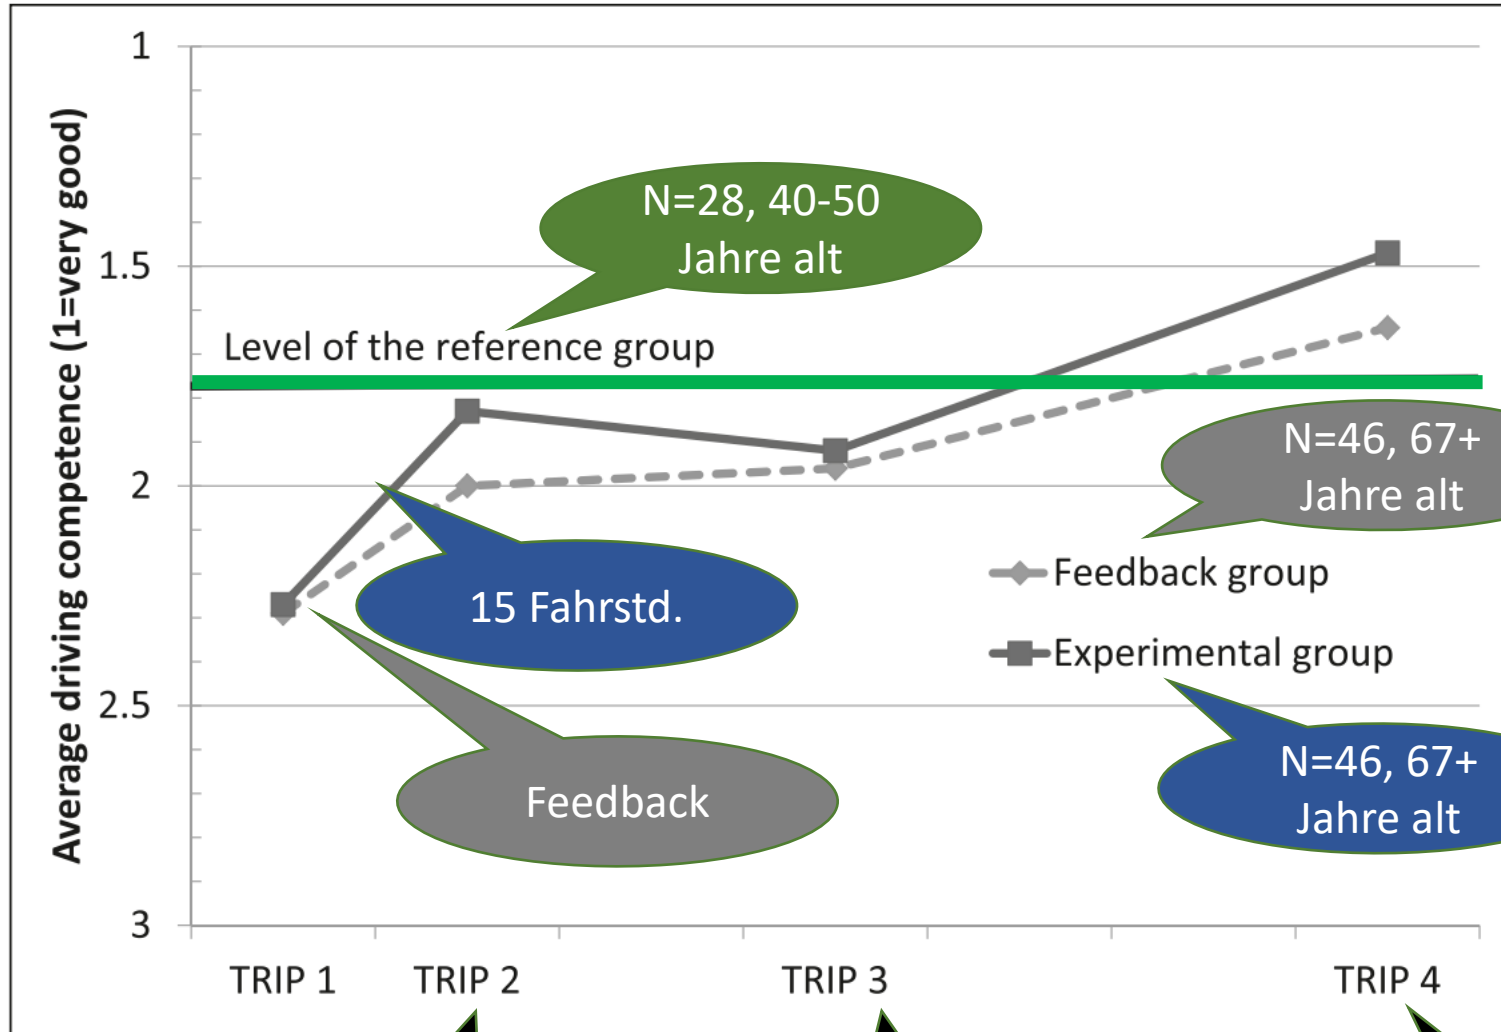 Average driving competence (1=very good)
1
1.5
2
2.5
3
N=28, 40-50
Jahre alt
Level of the reference group
N=46, 67+
Jahre alt
15 Fahrstd.
Feedback group
Experimental group
Feedback
N=46, 67+
Jahre alt
TRIP 1
TRIP 2
TRIP 3
TRIP 4